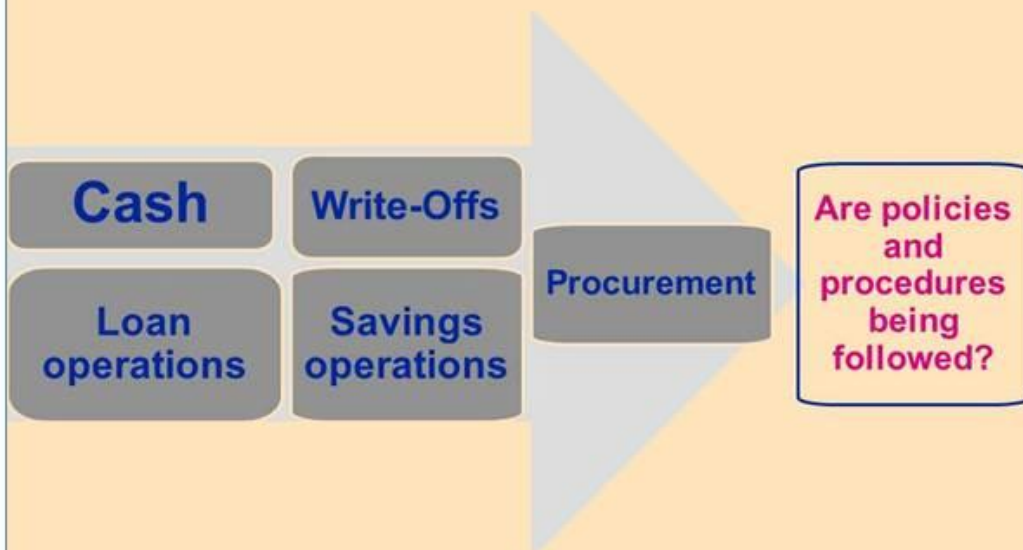 Cash
Write-Offs
Loan
operations
Savings
operations
Procurement
Are policies
and
procedures
being
followed?